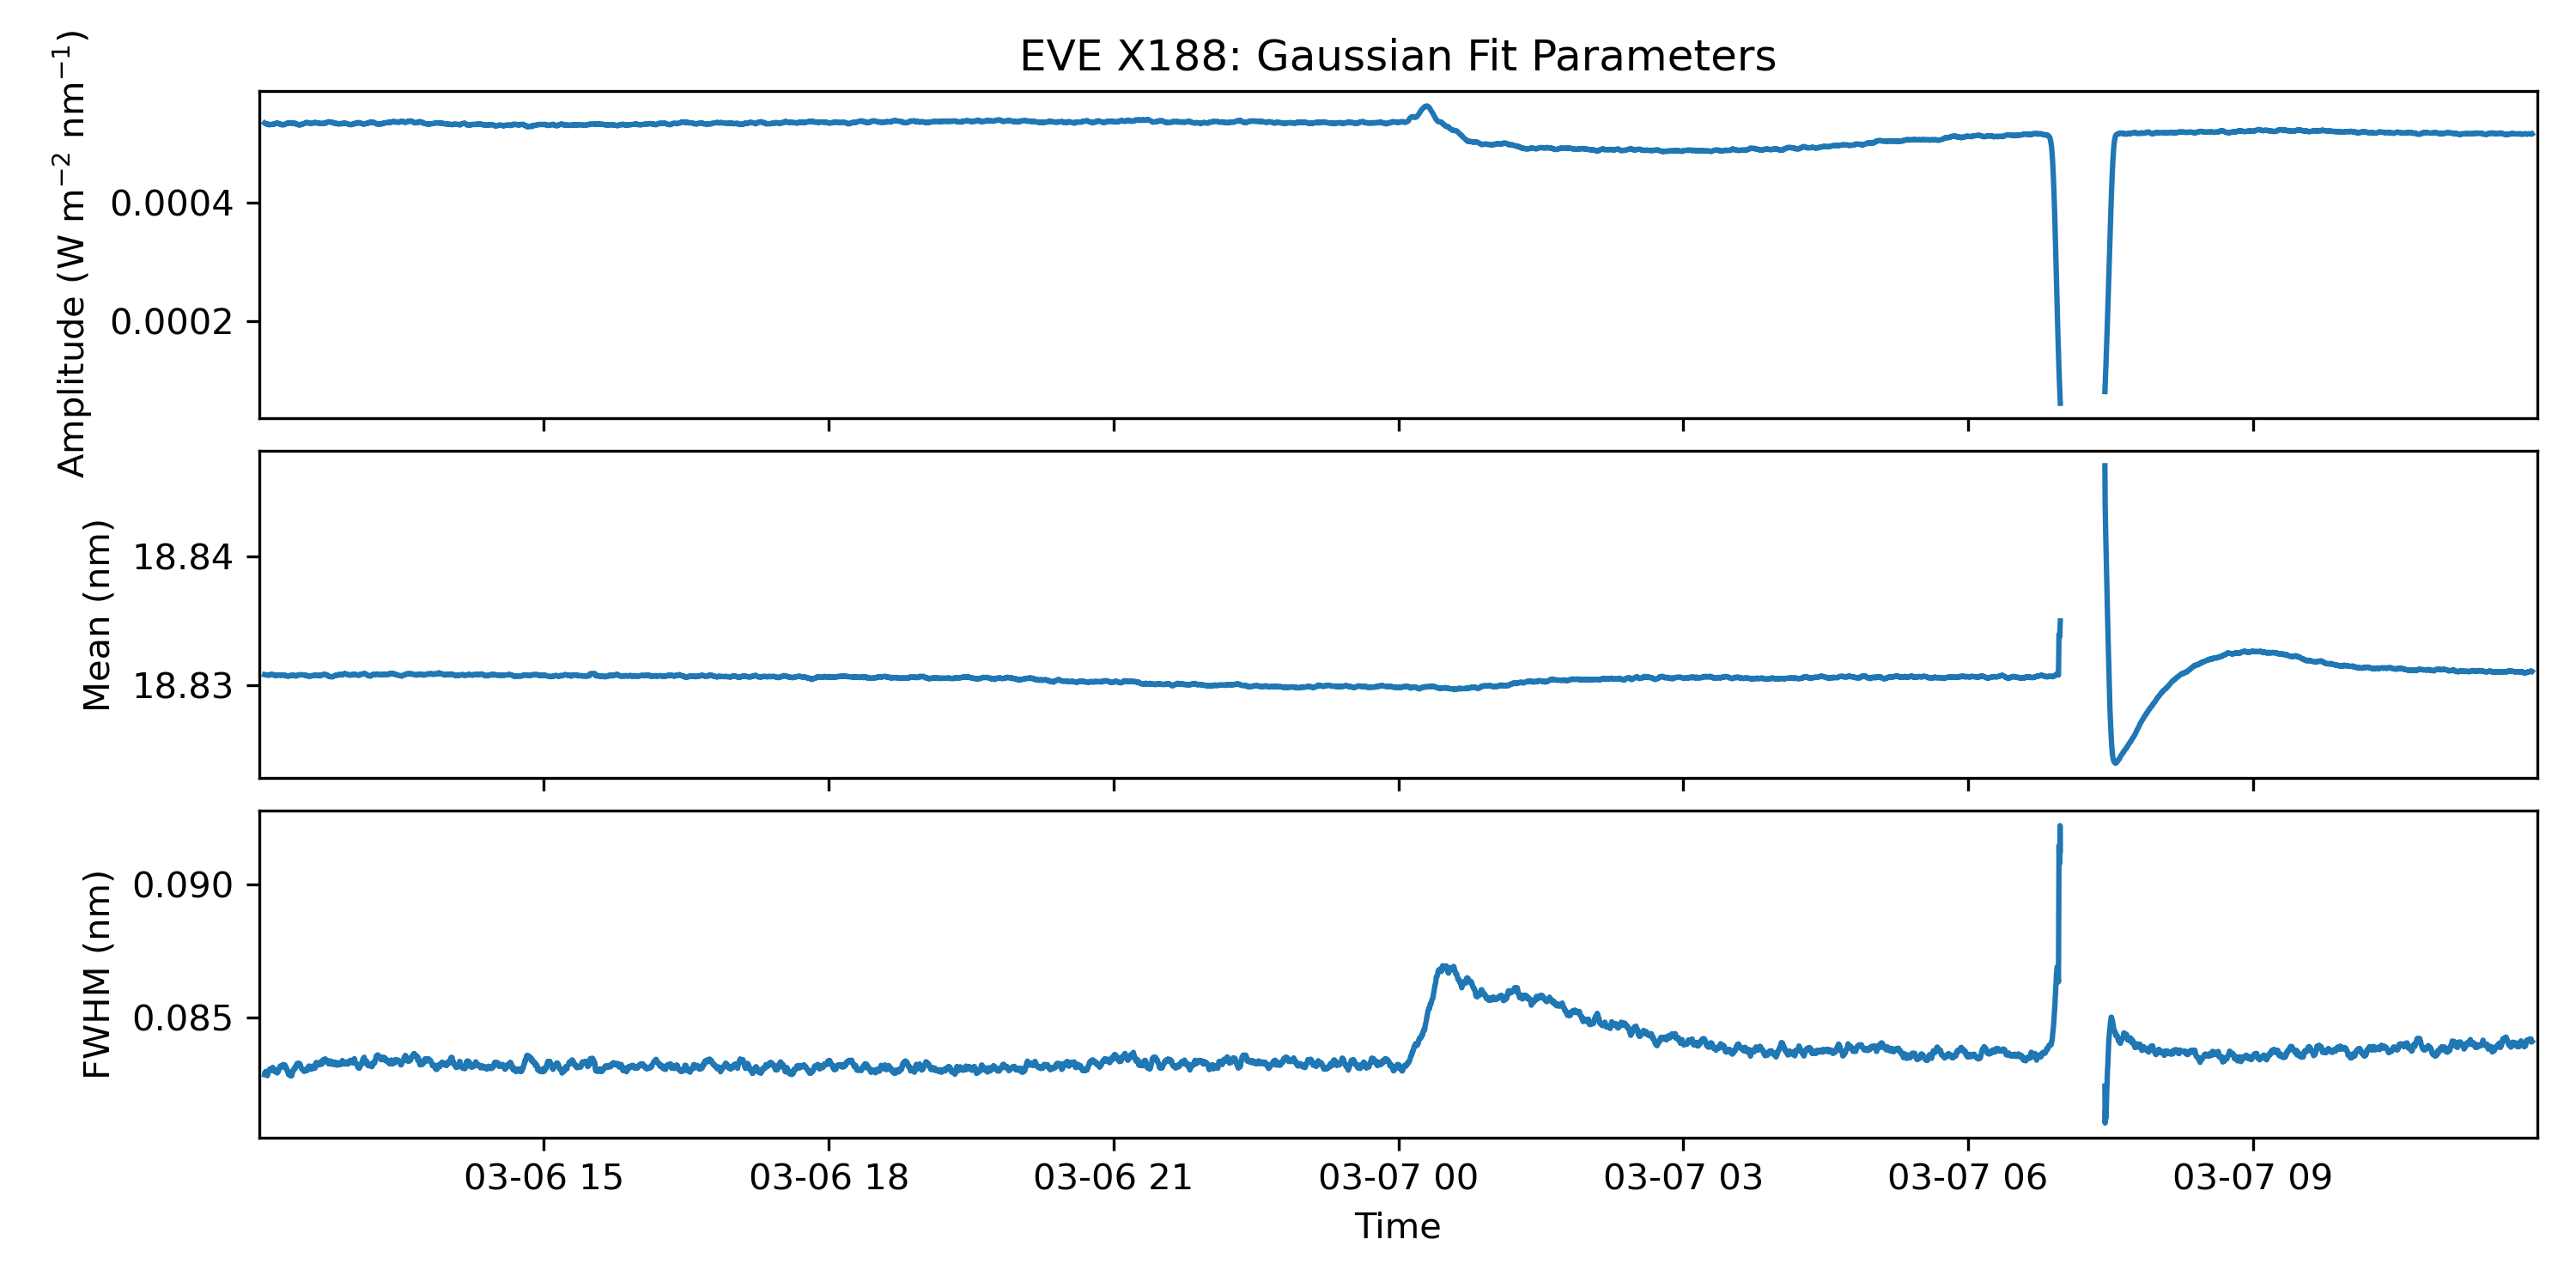 EVE X188: Gaussian Fit Parameters
Amplitude (W m⁻² nm⁻¹)
0.0004
0.0002
Mean (nm)
18.84
18.83
FWHM (nm)
0.090
0.085
03-06 15 03-06 18 03-06 21 03-07 00 03-07 03 03-07 06 03-07 09
Time